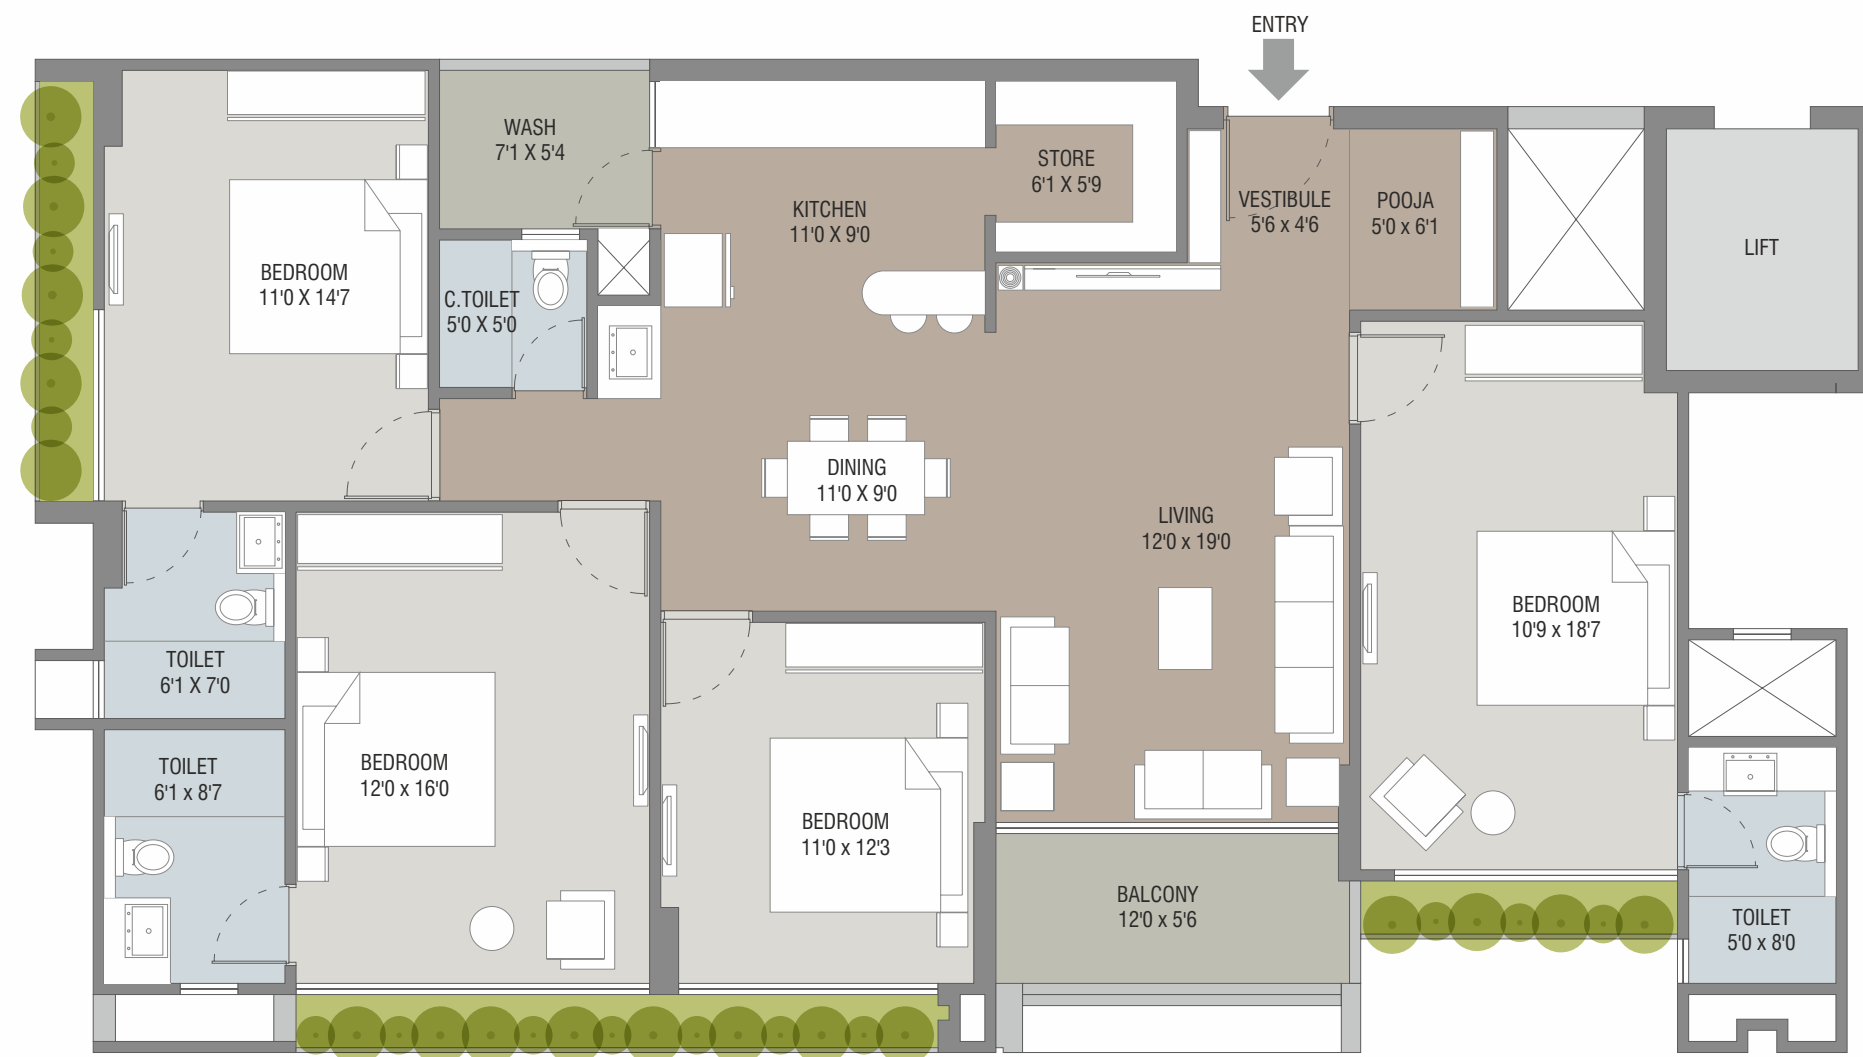 ENTRY
WASH
7'1 X 5'4
STORE
6'1 X 5'9
KITCHEN
11'0 X 9'0
VESTIBULE
5'6 x 4'6
POOJA
5'0 x 6'1
LIFT
BEDROOM
11'0 X 14'7
C.TOILET
5'0 X 5'0
DINING
11'0 X 9'0
LIVING
12'0 x 19'0
BEDROOM
10'9 x 18'7
TOILET
6'1 X 7'0
TOILET
6'1 x 8'7
BEDROOM
12'0 x 16'0
BEDROOM
11'0 x 12'3
BALCONY
12'0 x 5'6
TOILET
5'0 x 8'0